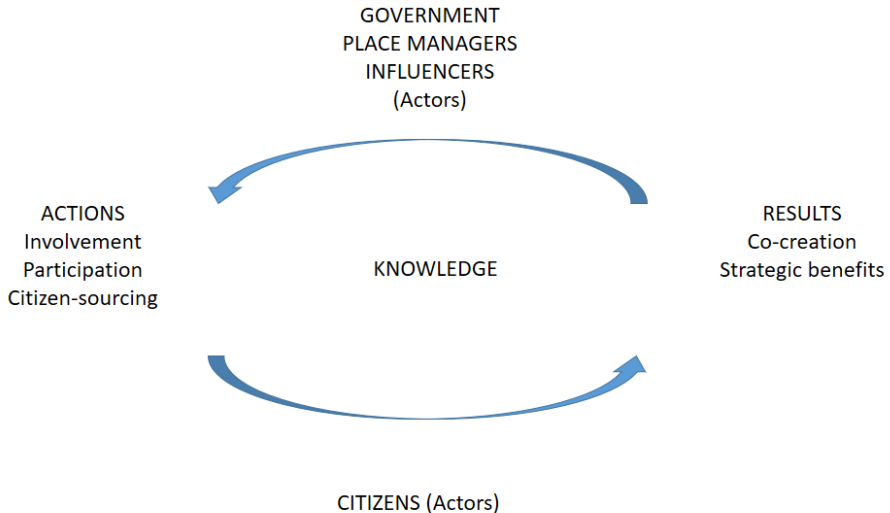 GOVERNMENT
PLACE MANAGERS
INFLUENCERS
(Actors)
ACTIONS
Involvement
Participation
Citizen-sourcing
KNOWLEDGE
RESULTS
Co-creation
Strategic benefits
CITIZENS (Actors)